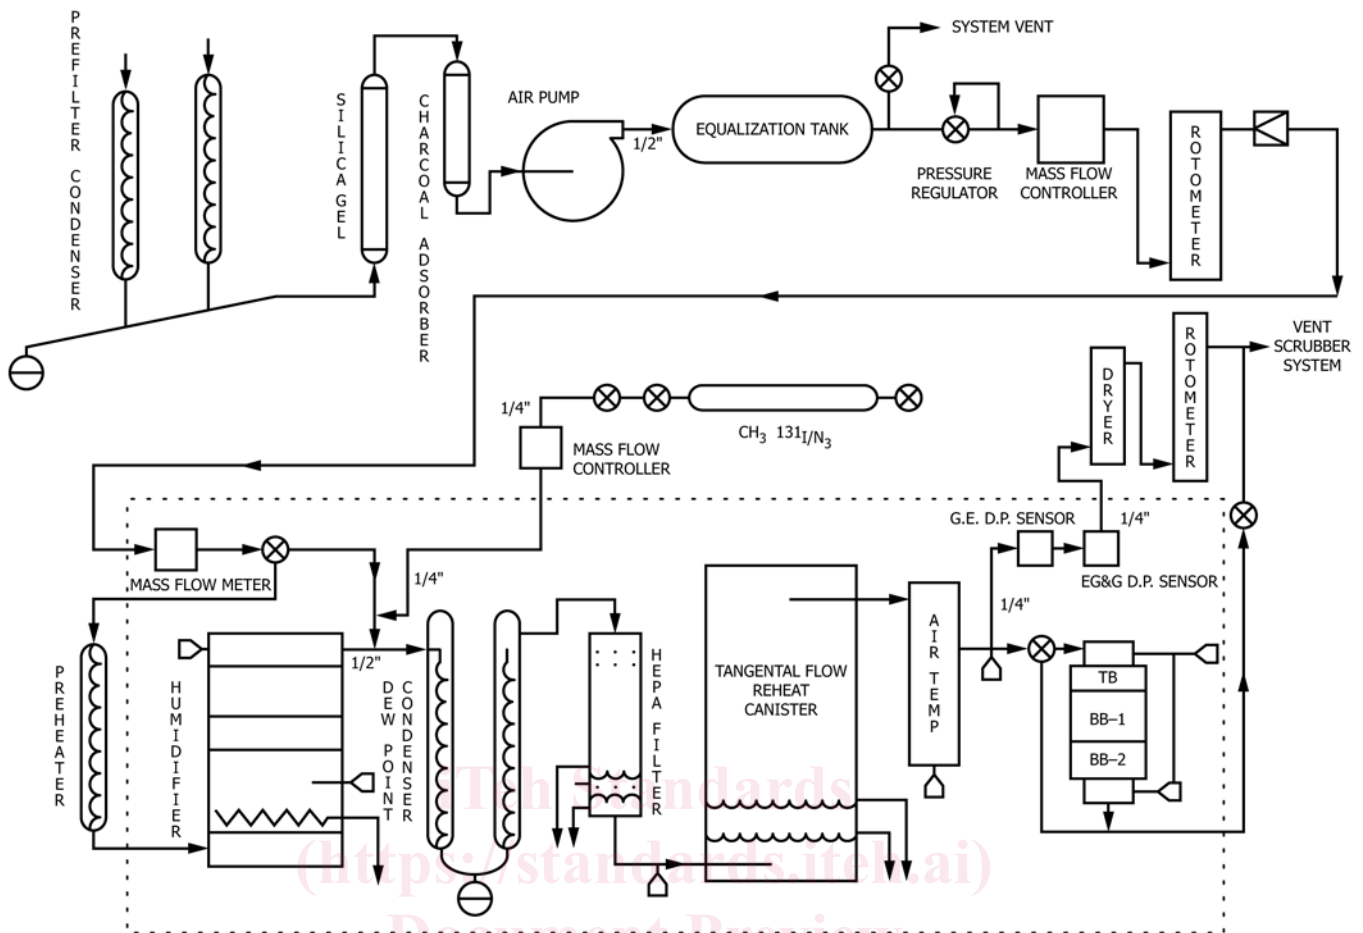 PREFILTER CONDENSER
SILICA GEL
CHARCOAL ADSORBER
AIR PUMP
1/2"
EQUALIZATION TANK
SYSTEM VENT
PRESSURE
REGULATOR
MASS FLOW
CONTROLLER
ROTOMETER
VENT
SCRUBBER
SYSTEM
ROTOMETER
DRYER
1/4"
CH3 131I/N3
MASS FLOW
CONTROLLER
G.E. D.P. SENSOR
1/4"
EG&G D.P. SENSOR
MASS FLOW METER
1/4"
1/4"
1/2"
PREHEATER
HUMIDIFIER
DEW POINT
CONDENSER
HEPA FILTER
TANGENTAL FLOW
REHEAT
CANISTER
AIR TEMP
TB
BB–1
BB–2
iTeh Standards
(https://standards.iteh.ai)
Document Preview